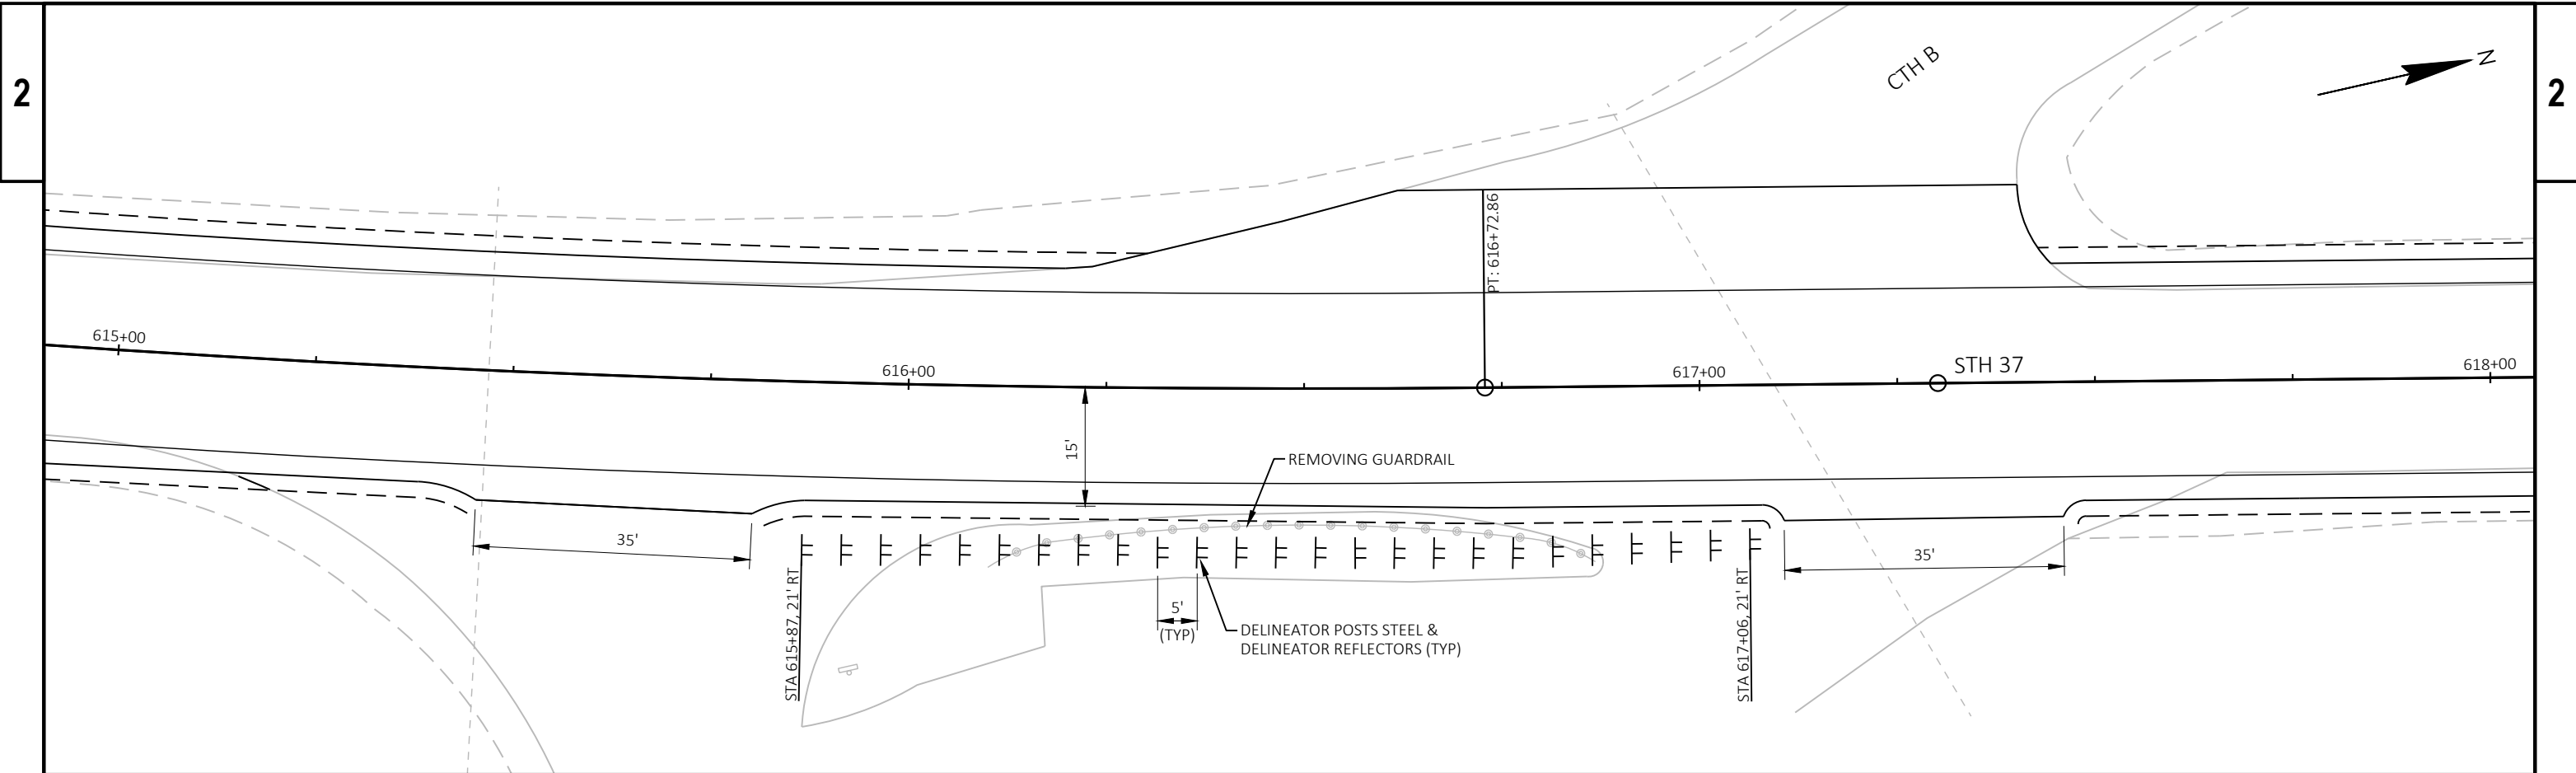 2
2
CTH B
N
PT: 616+72.86
615+00
616+00
617+00
STH 37
618+00
15'
REMOVING GUARDRAIL
35'
35'
STA 615+87, 21' RT
5'
(TYP)
DELINEATOR POSTS STEEL &
DELINEATOR REFLECTORS (TYP)
STA 617+06, 21' RT